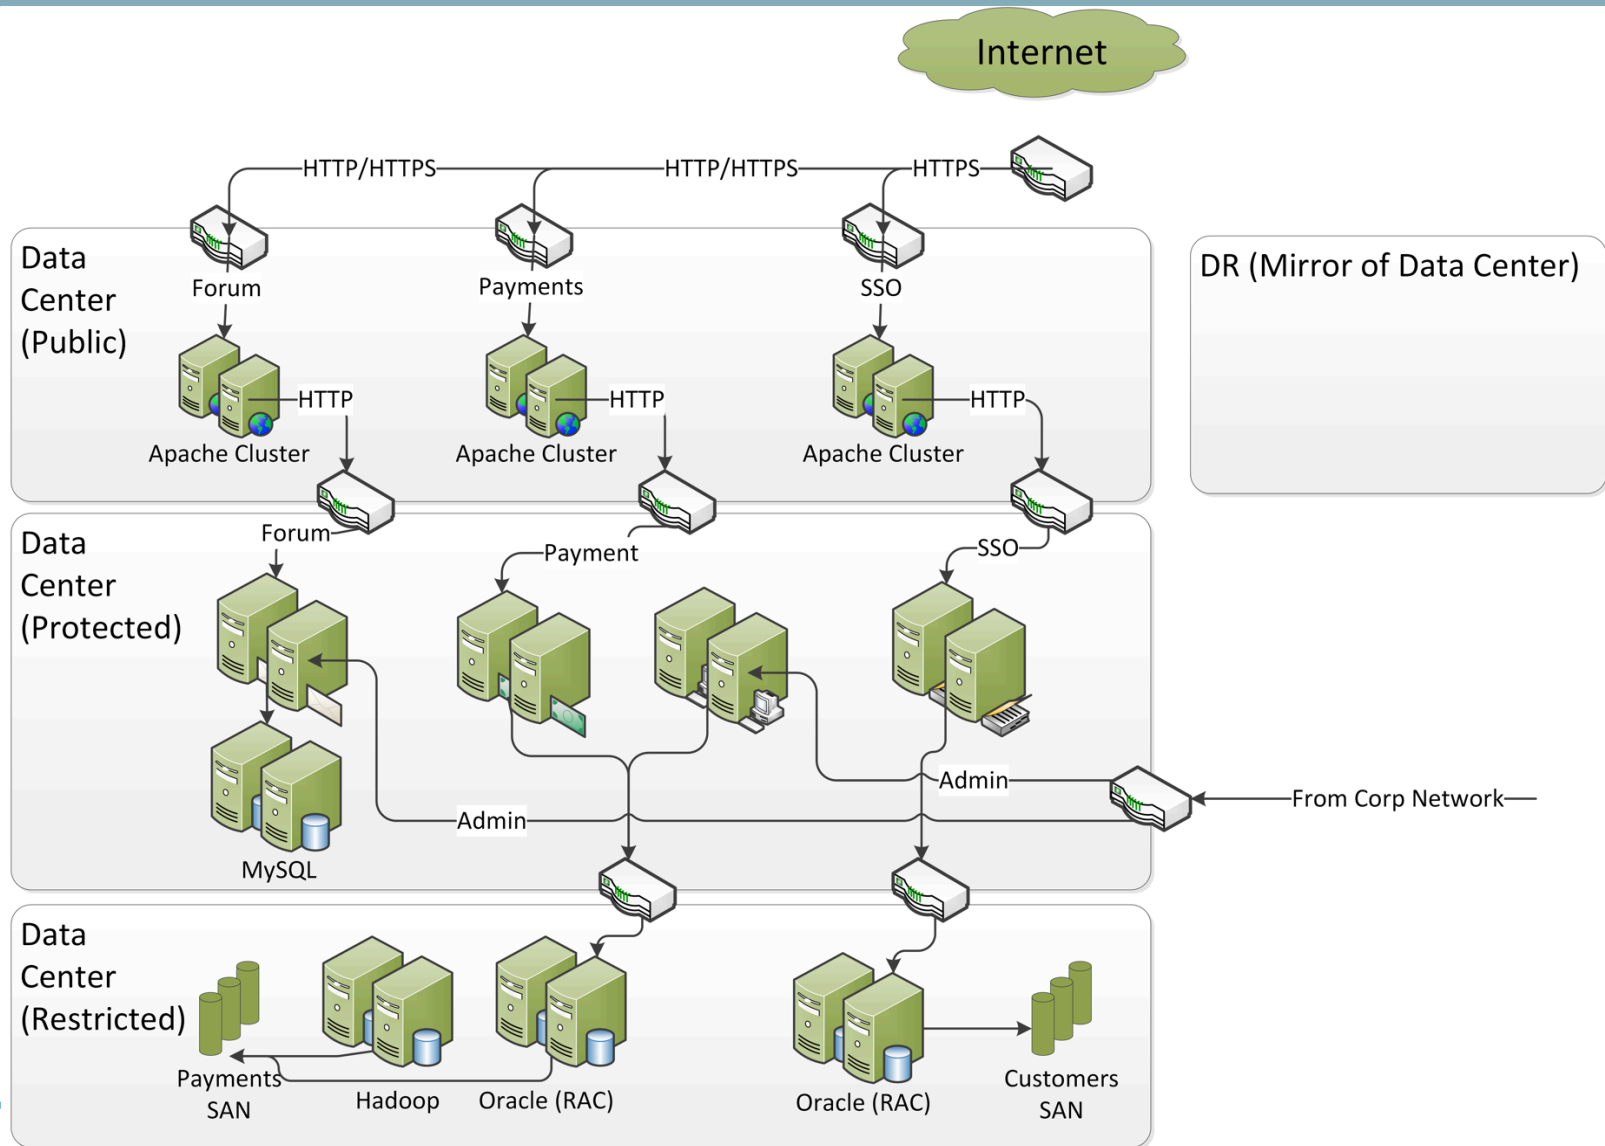 Internet
HTTP/HTTPS
HTTP/HTTPS
HTTPS
Data
Center
(Public)
Forum
Payments
SSO
DR (Mirror of Data Center)
HTTP
HTTP
HTTP
Apache Cluster
Apache Cluster
Apache Cluster
Data
Center
(Protected)
Forum
Payment
SSO
Admin
Admin
From Corp Network
MySQL
Data
Center
(Restricted)
Payments
SAN
Hadoop
Oracle (RAC)
Oracle (RAC)
Customers
SAN